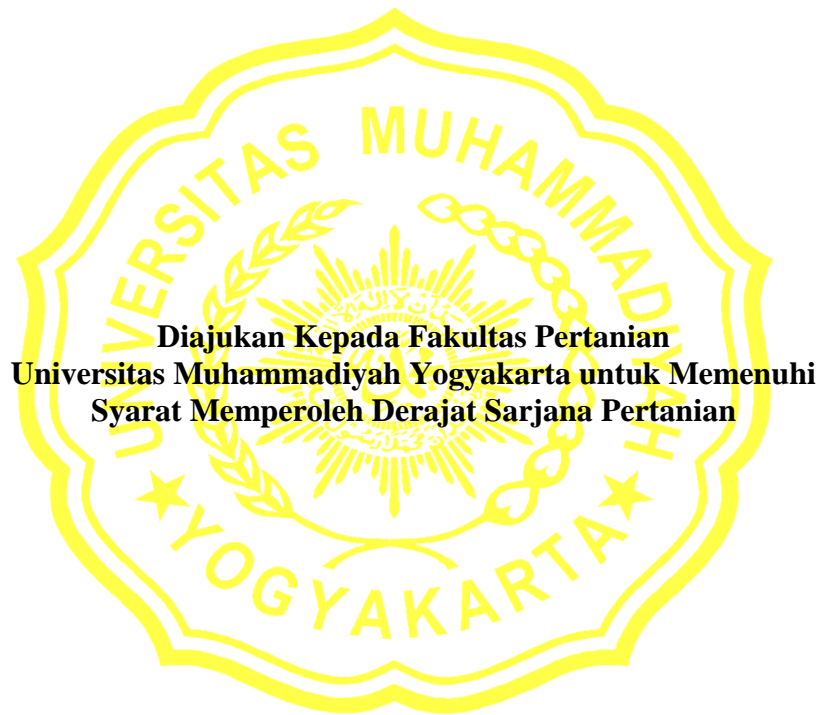 UNIVERSITAS MUHAMMADIYAH
Diajukan Kepada Fakultas Pertanian
Universitas Muhammadiyah Yogyakarta untuk Memenuhi
Syarat Memperoleh Derajat Sarjana Pertanian
YOGYAKARTA